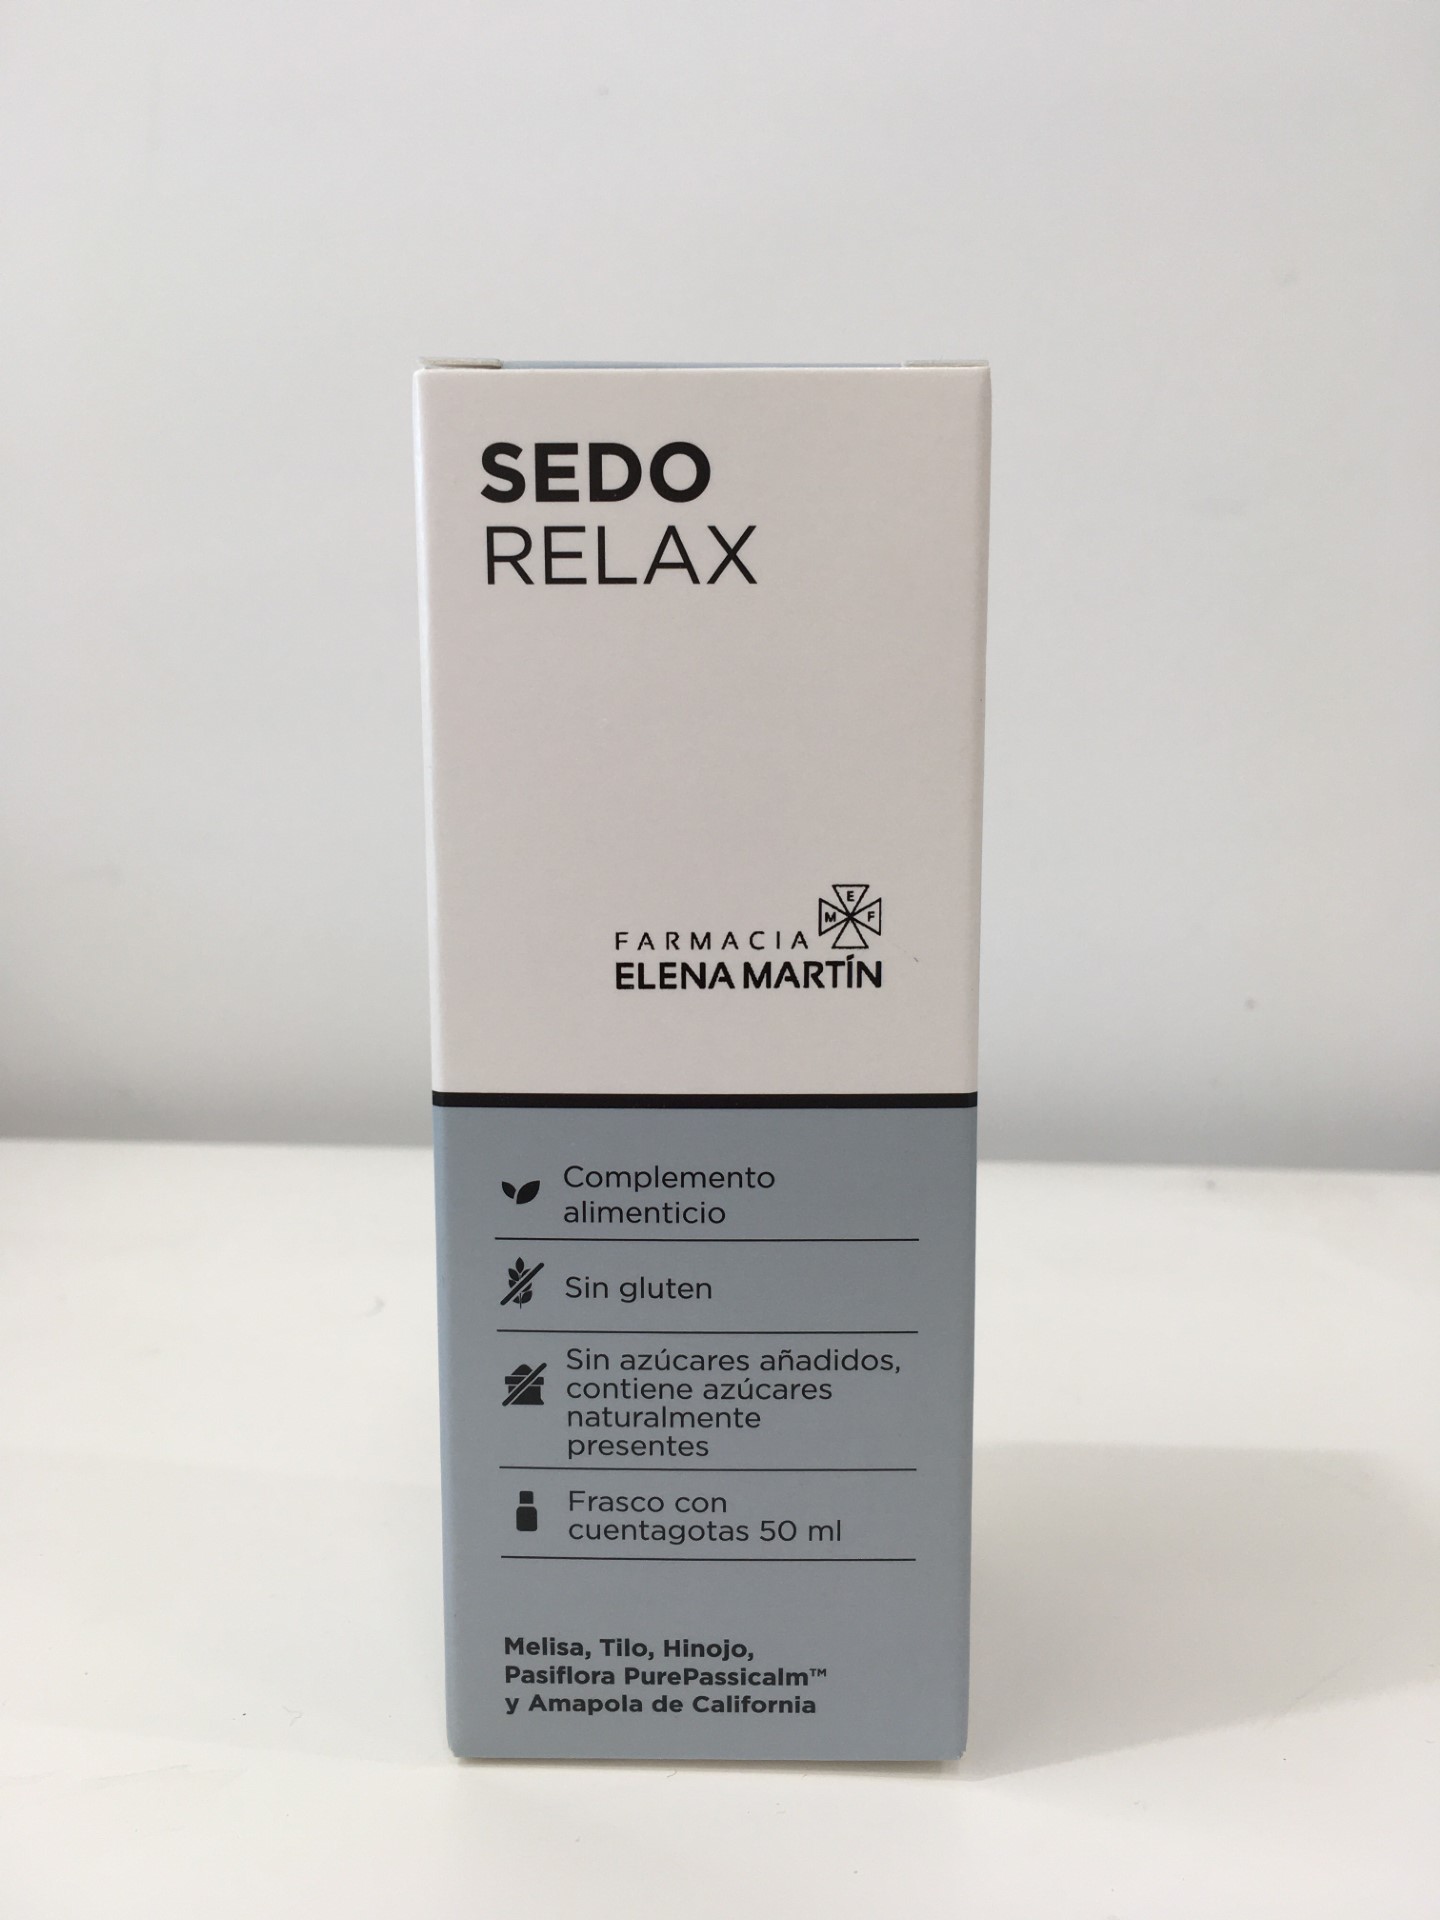 SEDO
RELAX
E
M F
FARMACIA
ELENA MARTÍN
Complemento
alimenticio
Sin gluten
Sin azúcares añadidos,
contiene azúcares
naturalmente
presentes
Frasco con
cuentagotas 50 ml
Melisa, Tilo, Hinojo,
Pasiflora PurePassicalm™
y Amapola de California